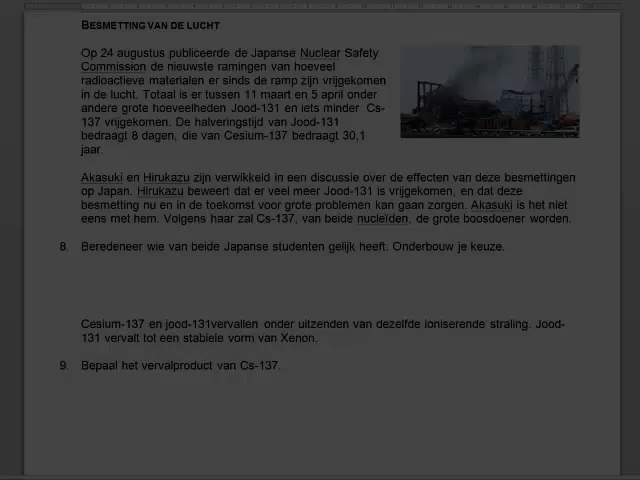 BESMETTING VAN DE LUCHT
Op 24 augustus publiceerde de Japanse Nuclear Safety
Commission de nieuwste ramingen van hoeveel
radioactieve materialen er sinds de ramp zijn vrijgekomen
in de lucht. Totaal is er tussen 11 maart en 5 april onder
andere grote hoeveelheden Jood-131 en iets minder Cs-
137 vrijgekomen. De halveringstijd van Jood-131
bedraagt 8 dagen, die van Cesium-137 bedraagt 30,1
jaar.
Akasuki en Hirukazu zijn verwikkeld in een discussie over de effecten van deze besmettingen
op Japan. Hirukazu beweert dat er veel meer Jood-131 is vrijgekomen, en dat deze
besmetting nu en in de toekomst voor grote problemen kan gaan zorgen. Akasuki is het niet
eens met hem. Volgens haar zal Cs-137, van beide nucleïden, de grote boosdoener worden.
8. Beredeneer wie van beide Japanse studenten gelijk heeft. Onderbouw je keuze.
Cesium-137 en jood-131vervallen onder uitzenden van dezelfde ioniserende straling. Jood-
131 vervalt tot een stabiele vorm van Xenon.
9. Bepaal het vervalproduct van Cs-137.